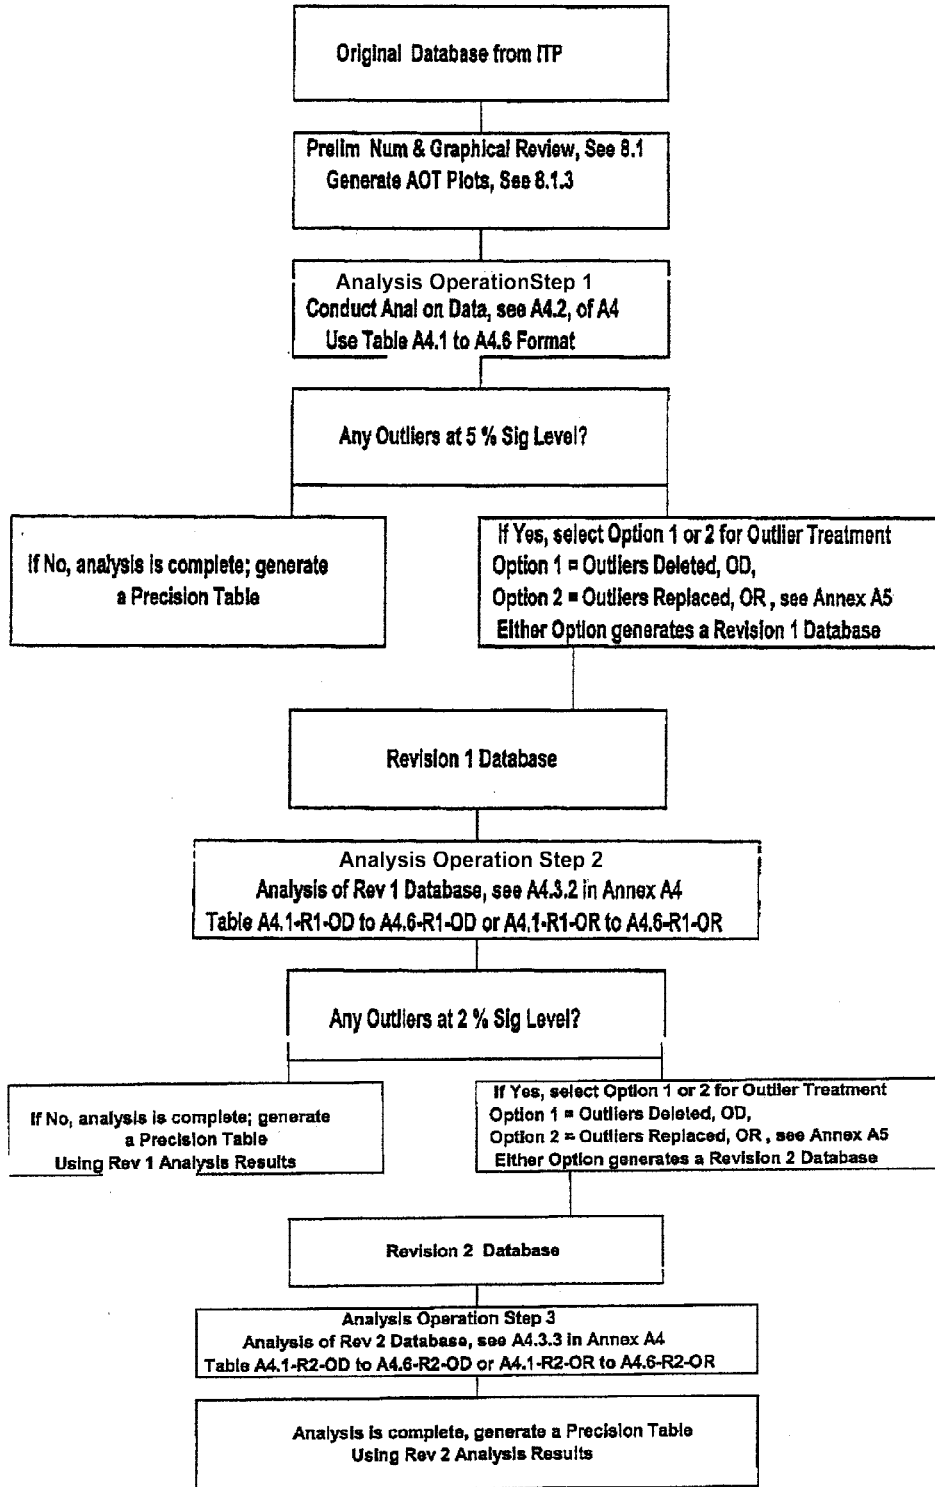 Original Database from ITP
Prelim Num & Graphical Review, See 8.1
Generate AOT Plots, See 8.1.3
Analysis OperationStep 1
Conduct Anal on Data, see A4.2, of A4
Use Table A4.1 to A4.6 Format
Any Outliers at 5 % Sig Level?
If No, analysis is complete; generate
a Precision Table
If Yes, select Option 1 or 2 for Outlier Treatment
Option 1 = Outliers Deleted, OD,
Option 2 = Outliers Replaced, OR , see Annex A5
Either Option generates a Revision 1 Database
Revision 1 Database
Analysis Operation Step 2
Analysis of Rev 1 Database, see A4.3.2 in Annex A4
Table A4.1-R1-OD to A4.6-R1-OD or A4.1-R1-OR to A4.6-R1-OR
Any Outliers at 2 % Sig Level?
If No, analysis is complete; generate
a Precision Table
Using Rev 1 Analysis Results
If Yes, select Option 1 or 2 for Outlier Treatment
Option 1 = Outliers Deleted, OD,
Option 2 = Outliers Replaced, OR , see Annex A5
Either Option generates a Revision 2 Database
Revision 2 Database
Analysis Operation Step 3
Analysis of Rev 2 Database, see A4.3.3 in Annex A4
Table A4.1-R2-OD to A4.6-R2-OD or A4.1-R2-OR to A4.6-R2-OR
Analysis is complete, generate a Precision Table
Using Rev 2 Analysis Results